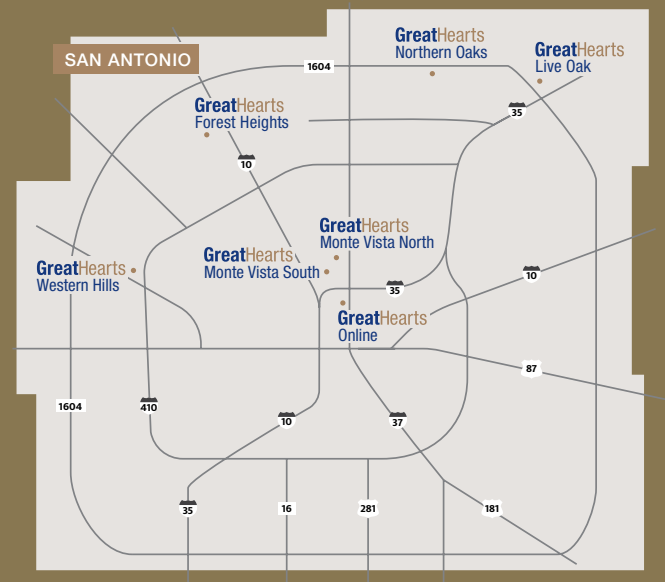 GreatHearts
Northern Oaks
GreatHearts
Live Oak
SAN ANTONIO
1604
GreatHearts
Forest Heights
35
10
GreatHearts
Monte Vista North
GreatHearts
Monte Vista South
GreatHearts
Western Hills
10
35
GreatHearts
Online
87
1604
410
10
37
35
16
281
181